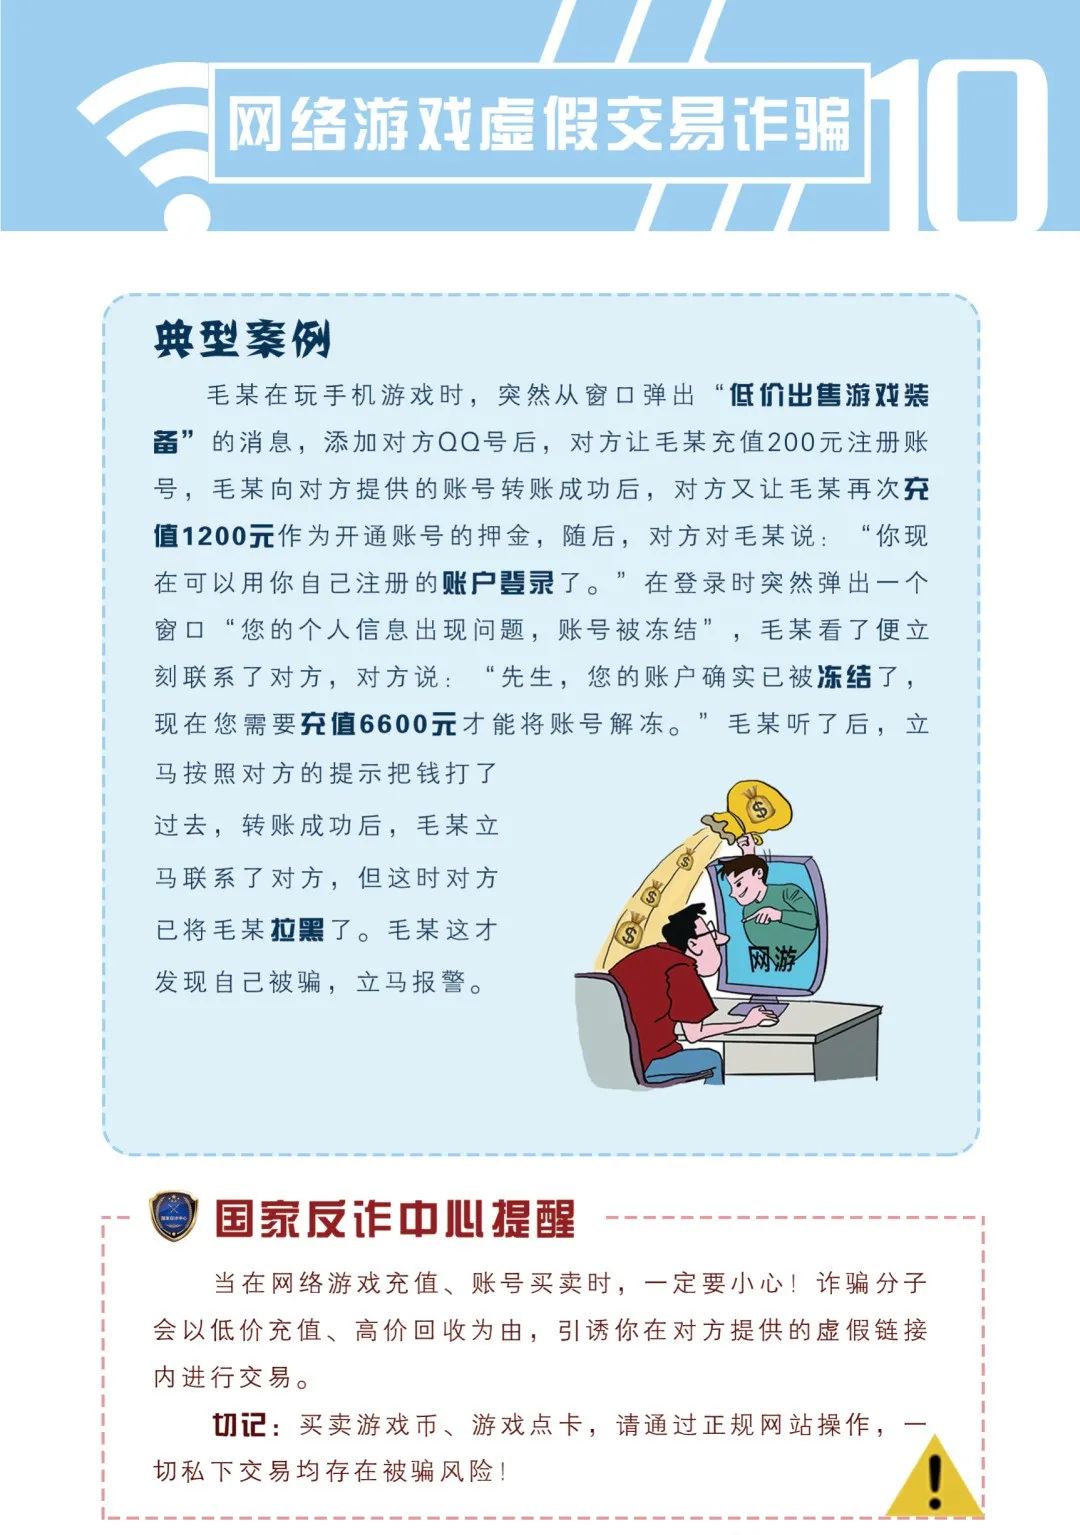 网络游戏虚假交易诈骗
10
典型案例
毛某在玩手机游戏时，突然从窗口弹出“低价出售游戏装
备”的消息，添加对方QQ号后，对方让毛某充值200元注册账
号，毛某向对方提供的账号转账成功后，对方又让毛某再次充
值1200元作为开通账号的押金，随后，对方对毛某说：“你现
在可以用你自己注册的账户登录了。”在登录时突然弹出一个
窗口“您的个人信息出现问题，账号被冻结”，毛某看了便立
刻联系了对方，对方说：“先生，您的账户确实已被冻结了，
现在您需要充值6600元才能将账号解冻。”毛某听了后，立
马按照对方的提示把钱打了
过去，转账成功后，毛某立
马联系了对方，但这时对方
已将毛某拉黑了。毛某这才
发现自己被骗，立马报警。
$
$
$
$
网游
国家反诈中心
国家反诈中心提醒
当在网络游戏充值、账号买卖时，一定要小心！诈骗分子
会以低价充值、高价回收为由，引诱你在对方提供的虚假链接
内进行交易。
切记：买卖游戏币、游戏点卡，请通过正规网站操作，一
切私下交易均存在被骗风险！